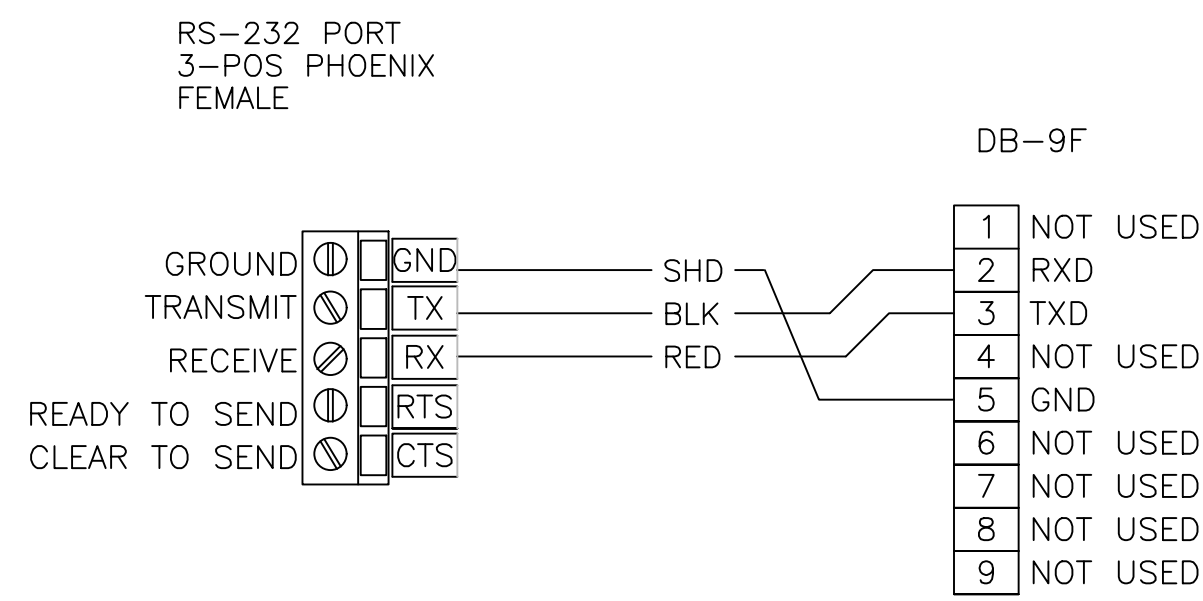 RS-232 PORT
3-POS PHOENIX
FEMALE
DB-9F
GROUND GND SHD
TRANSMIT TX BLK
RECEIVE RX RED
READY TO SEND RTS
CLEAR TO SEND CTS
1 NOT USED
2 RXD
3 TXD
4 NOT USED
5 GND
6 NOT USED
7 NOT USED
8 NOT USED
9 NOT USED